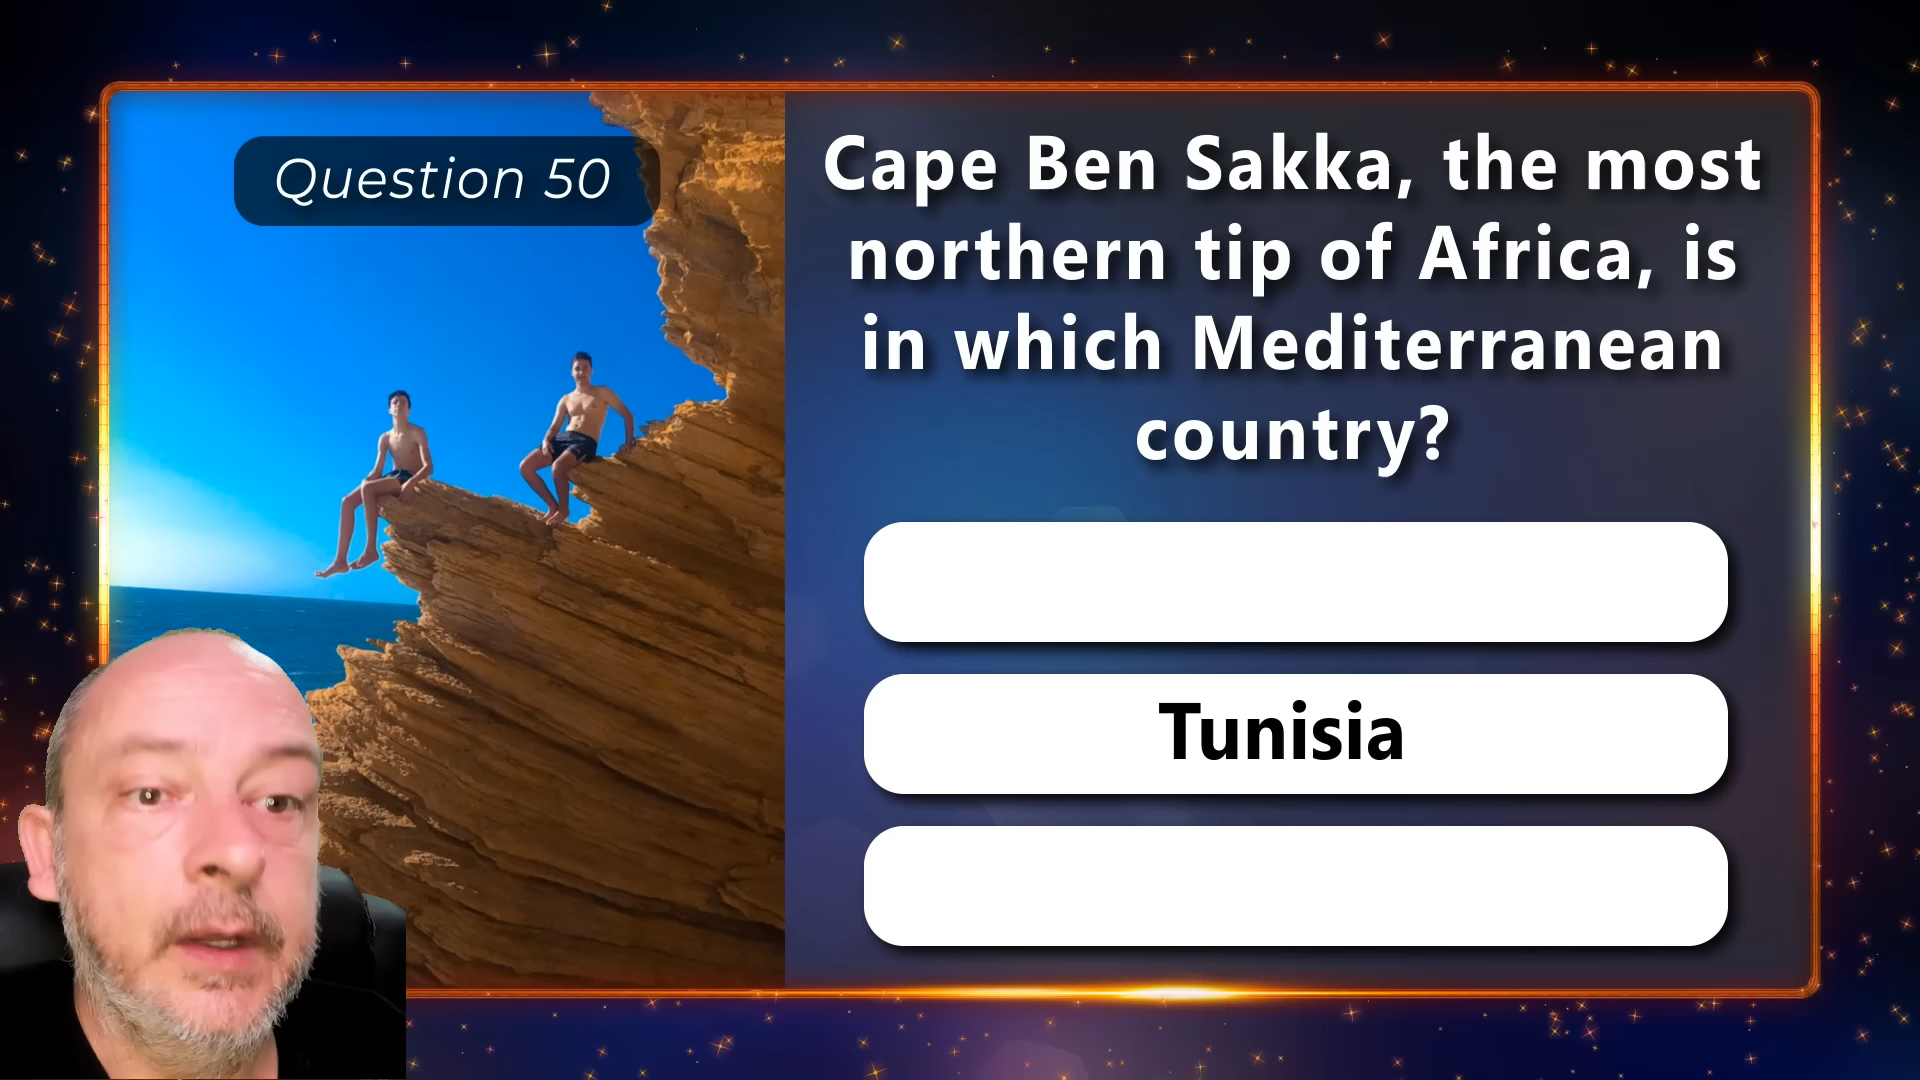 Question 50
Cape Ben Sakka, the most
northern tip of Africa, is
in which Mediterranean
country?
Tunisia